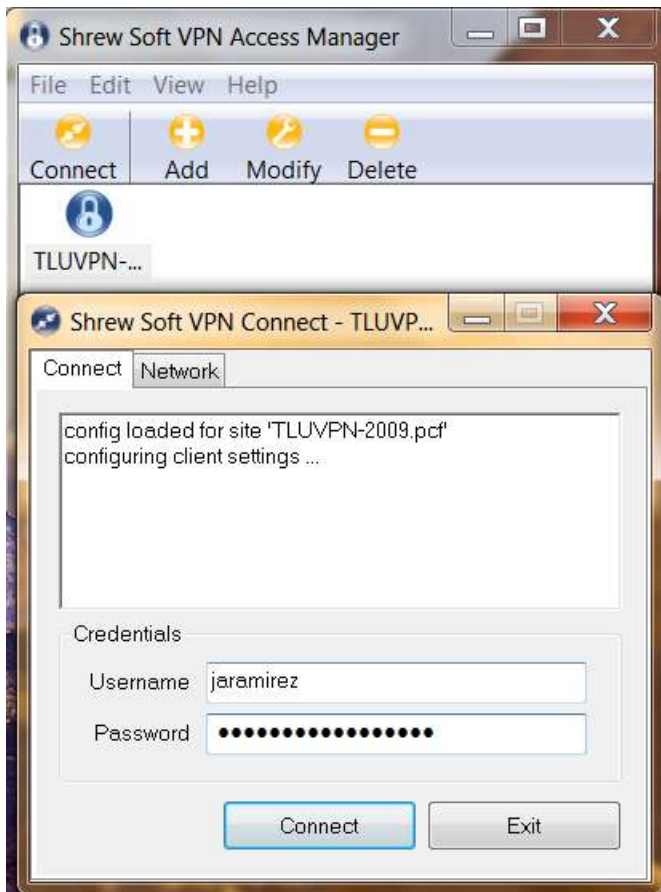 Shrew Soft VPN Access Manager
File Edit View Help
Connect Add Modify Delete
TLUVPN-...
Shrew Soft VPN Connect - TLUVP...
Connect Network
config loaded for site 'TLUVPN-2009.pcf'
configuring client settings ...
Credentials
Username jaramirez
Password ●●●●●●●●●●●●●●●●●
Connect Exit